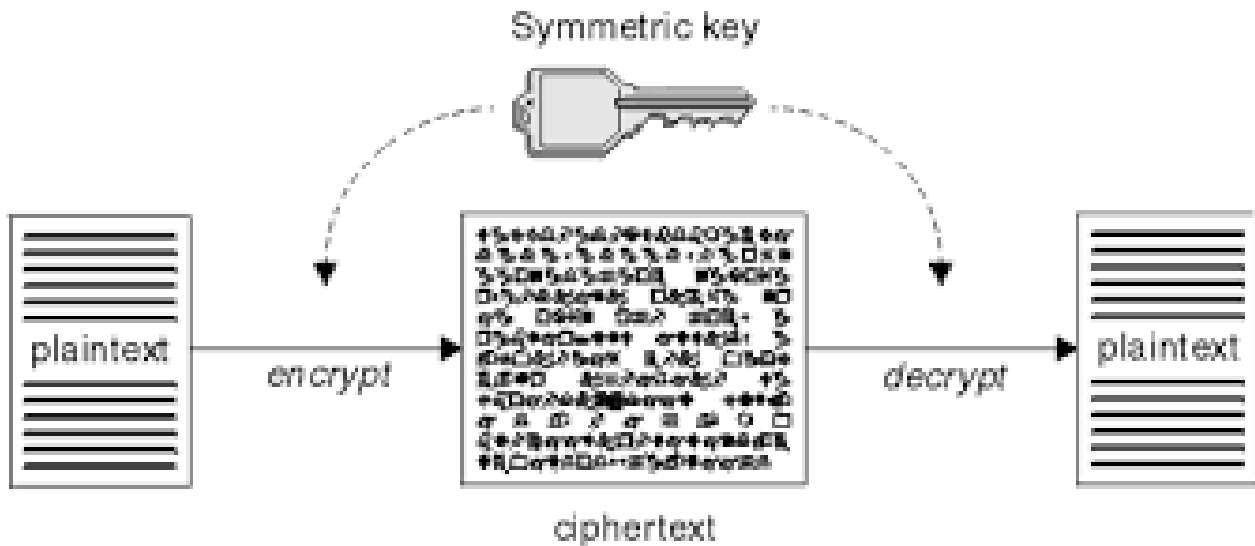 Symmetric key
plaintext
encrypt
decrypt
plaintext
ciphertext